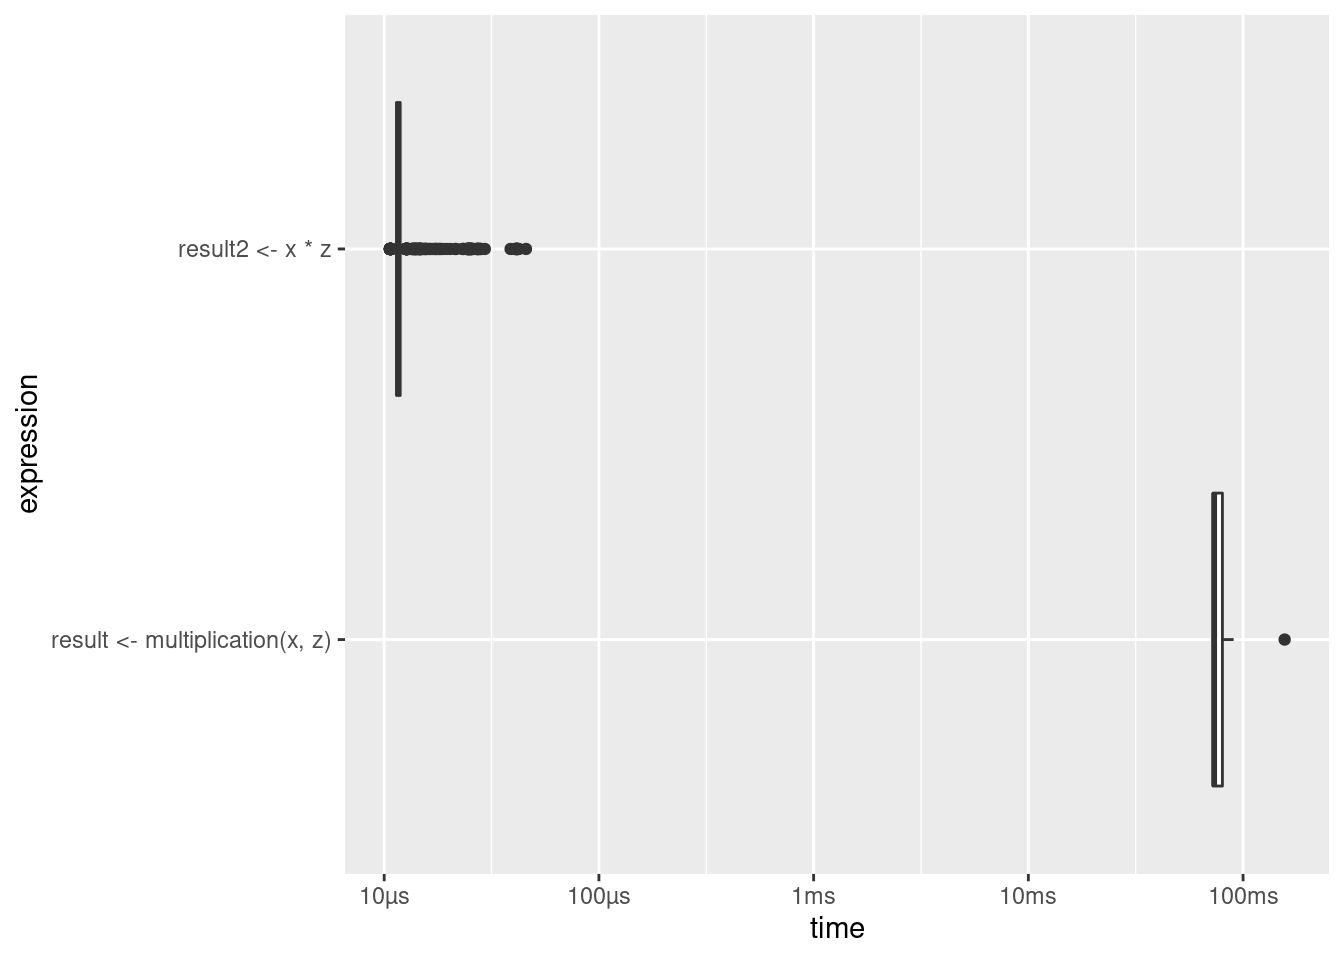 result2 <- x * z
expression
result <- multiplication(x, z)
10µs
100µs
1ms
10ms
100ms
time